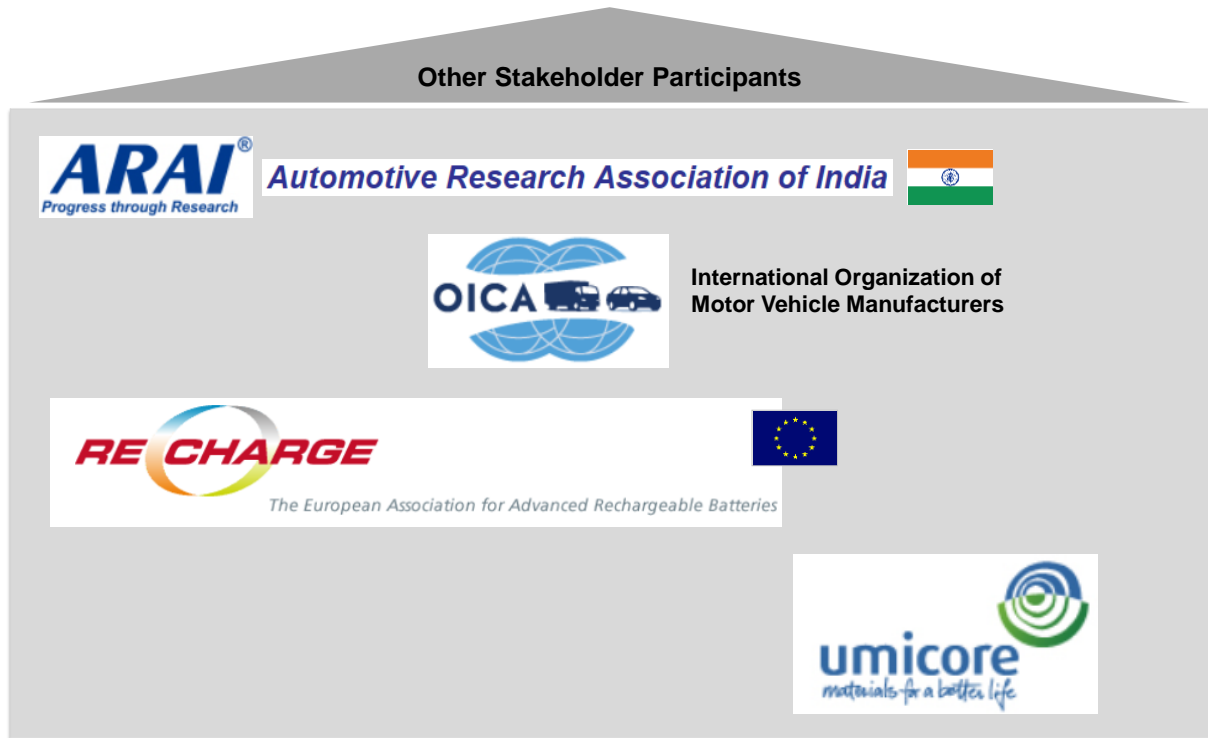 Other Stakeholder Participants
ARAI®
Progress through Research
Automotive Research Association of India
OICA
International Organization of
Motor Vehicle Manufacturers
RECHARGE
The European Association for Advanced Rechargeable Batteries
umicore
materials for a better life